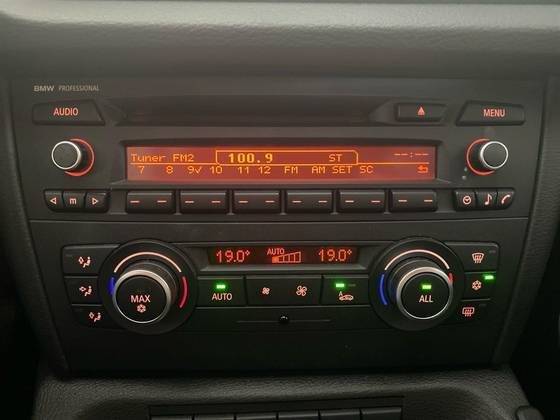 BMW PROFESSIONAL
AUDIO
MENU
Tuner FM2 100.9 ST --:--
7 8 9✓ 10 11 12 FM AM SET SC
m
19.0° AUTO 19.0°
MAX
AUTO
ALL